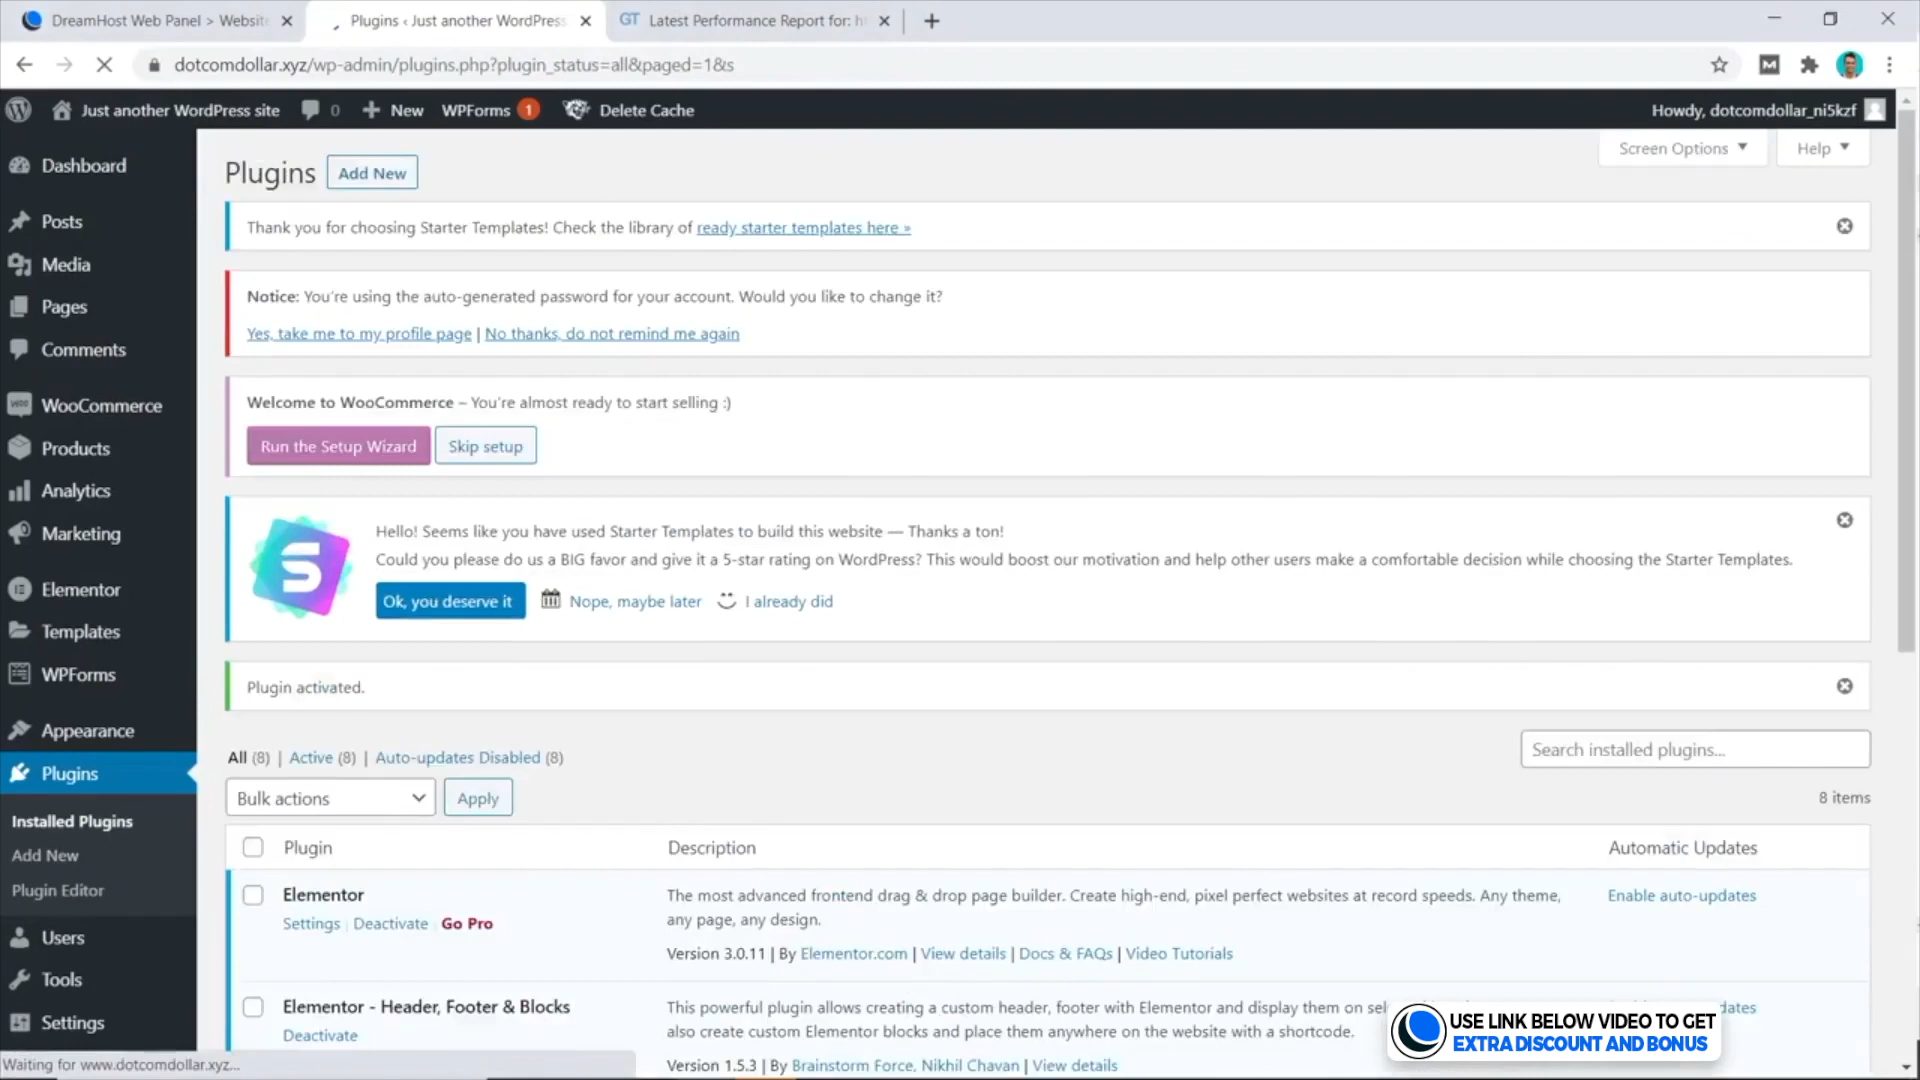 DreamHost Web Panel > Website
Plugins ‹ Just another WordPress
GT Latest Performance Report for: h
dotcomdollar.xyz/wp-admin/plugins.php?plugin_status=all&paged=1&s
Just another WordPress site
0
New
WPForms 1
Delete Cache
Howdy, dotcomdollar_ni5kzf
Dashboard
Posts
Media
Pages
Comments
WooCommerce
Products
Analytics
Marketing
Elementor
Templates
WPForms
Appearance
Plugins
Installed Plugins
Add New
Plugin Editor
Users
Tools
Settings
Waiting for www.dotcomdollar.xyz...
Screen Options
Help
Plugins
Add New
Thank you for choosing Starter Templates! Check the library of ready starter templates here »
Notice: You're using the auto-generated password for your account. Would you like to change it?
Yes, take me to my profile page | No thanks, do not remind me again
Welcome to WooCommerce – You're almost ready to start selling :)
Run the Setup Wizard
Skip setup
S
Hello! Seems like you have used Starter Templates to build this website — Thanks a ton!
Could you please do us a BIG favor and give it a 5-star rating on WordPress? This would boost our motivation and help other users make a comfortable decision while choosing the Starter Templates.
Ok, you deserve it
Nope, maybe later
I already did
Plugin activated.
All (8) | Active (8) | Auto-updates Disabled (8)
Search installed plugins...
Bulk actions
Apply
8 items
Plugin
Description
Automatic Updates
Elementor
Settings | Deactivate | Go Pro
The most advanced frontend drag & drop page builder. Create high-end, pixel perfect websites at record speeds. Any theme,
any page, any design.
Version 3.0.11 | By Elementor.com | View details | Docs & FAQs | Video Tutorials
Enable auto-updates
Elementor - Header, Footer & Blocks
Deactivate
This powerful plugin allows creating a custom header, footer with Elementor and display them on
also create custom Elementor blocks and place them anywhere on the website with a shortcode.
Version 1.5.3 | By Brainstorm Force, Nikhil Chavan | View details
USE LINK BELOW VIDEO TO GET
EXTRA DISCOUNT AND BONUS